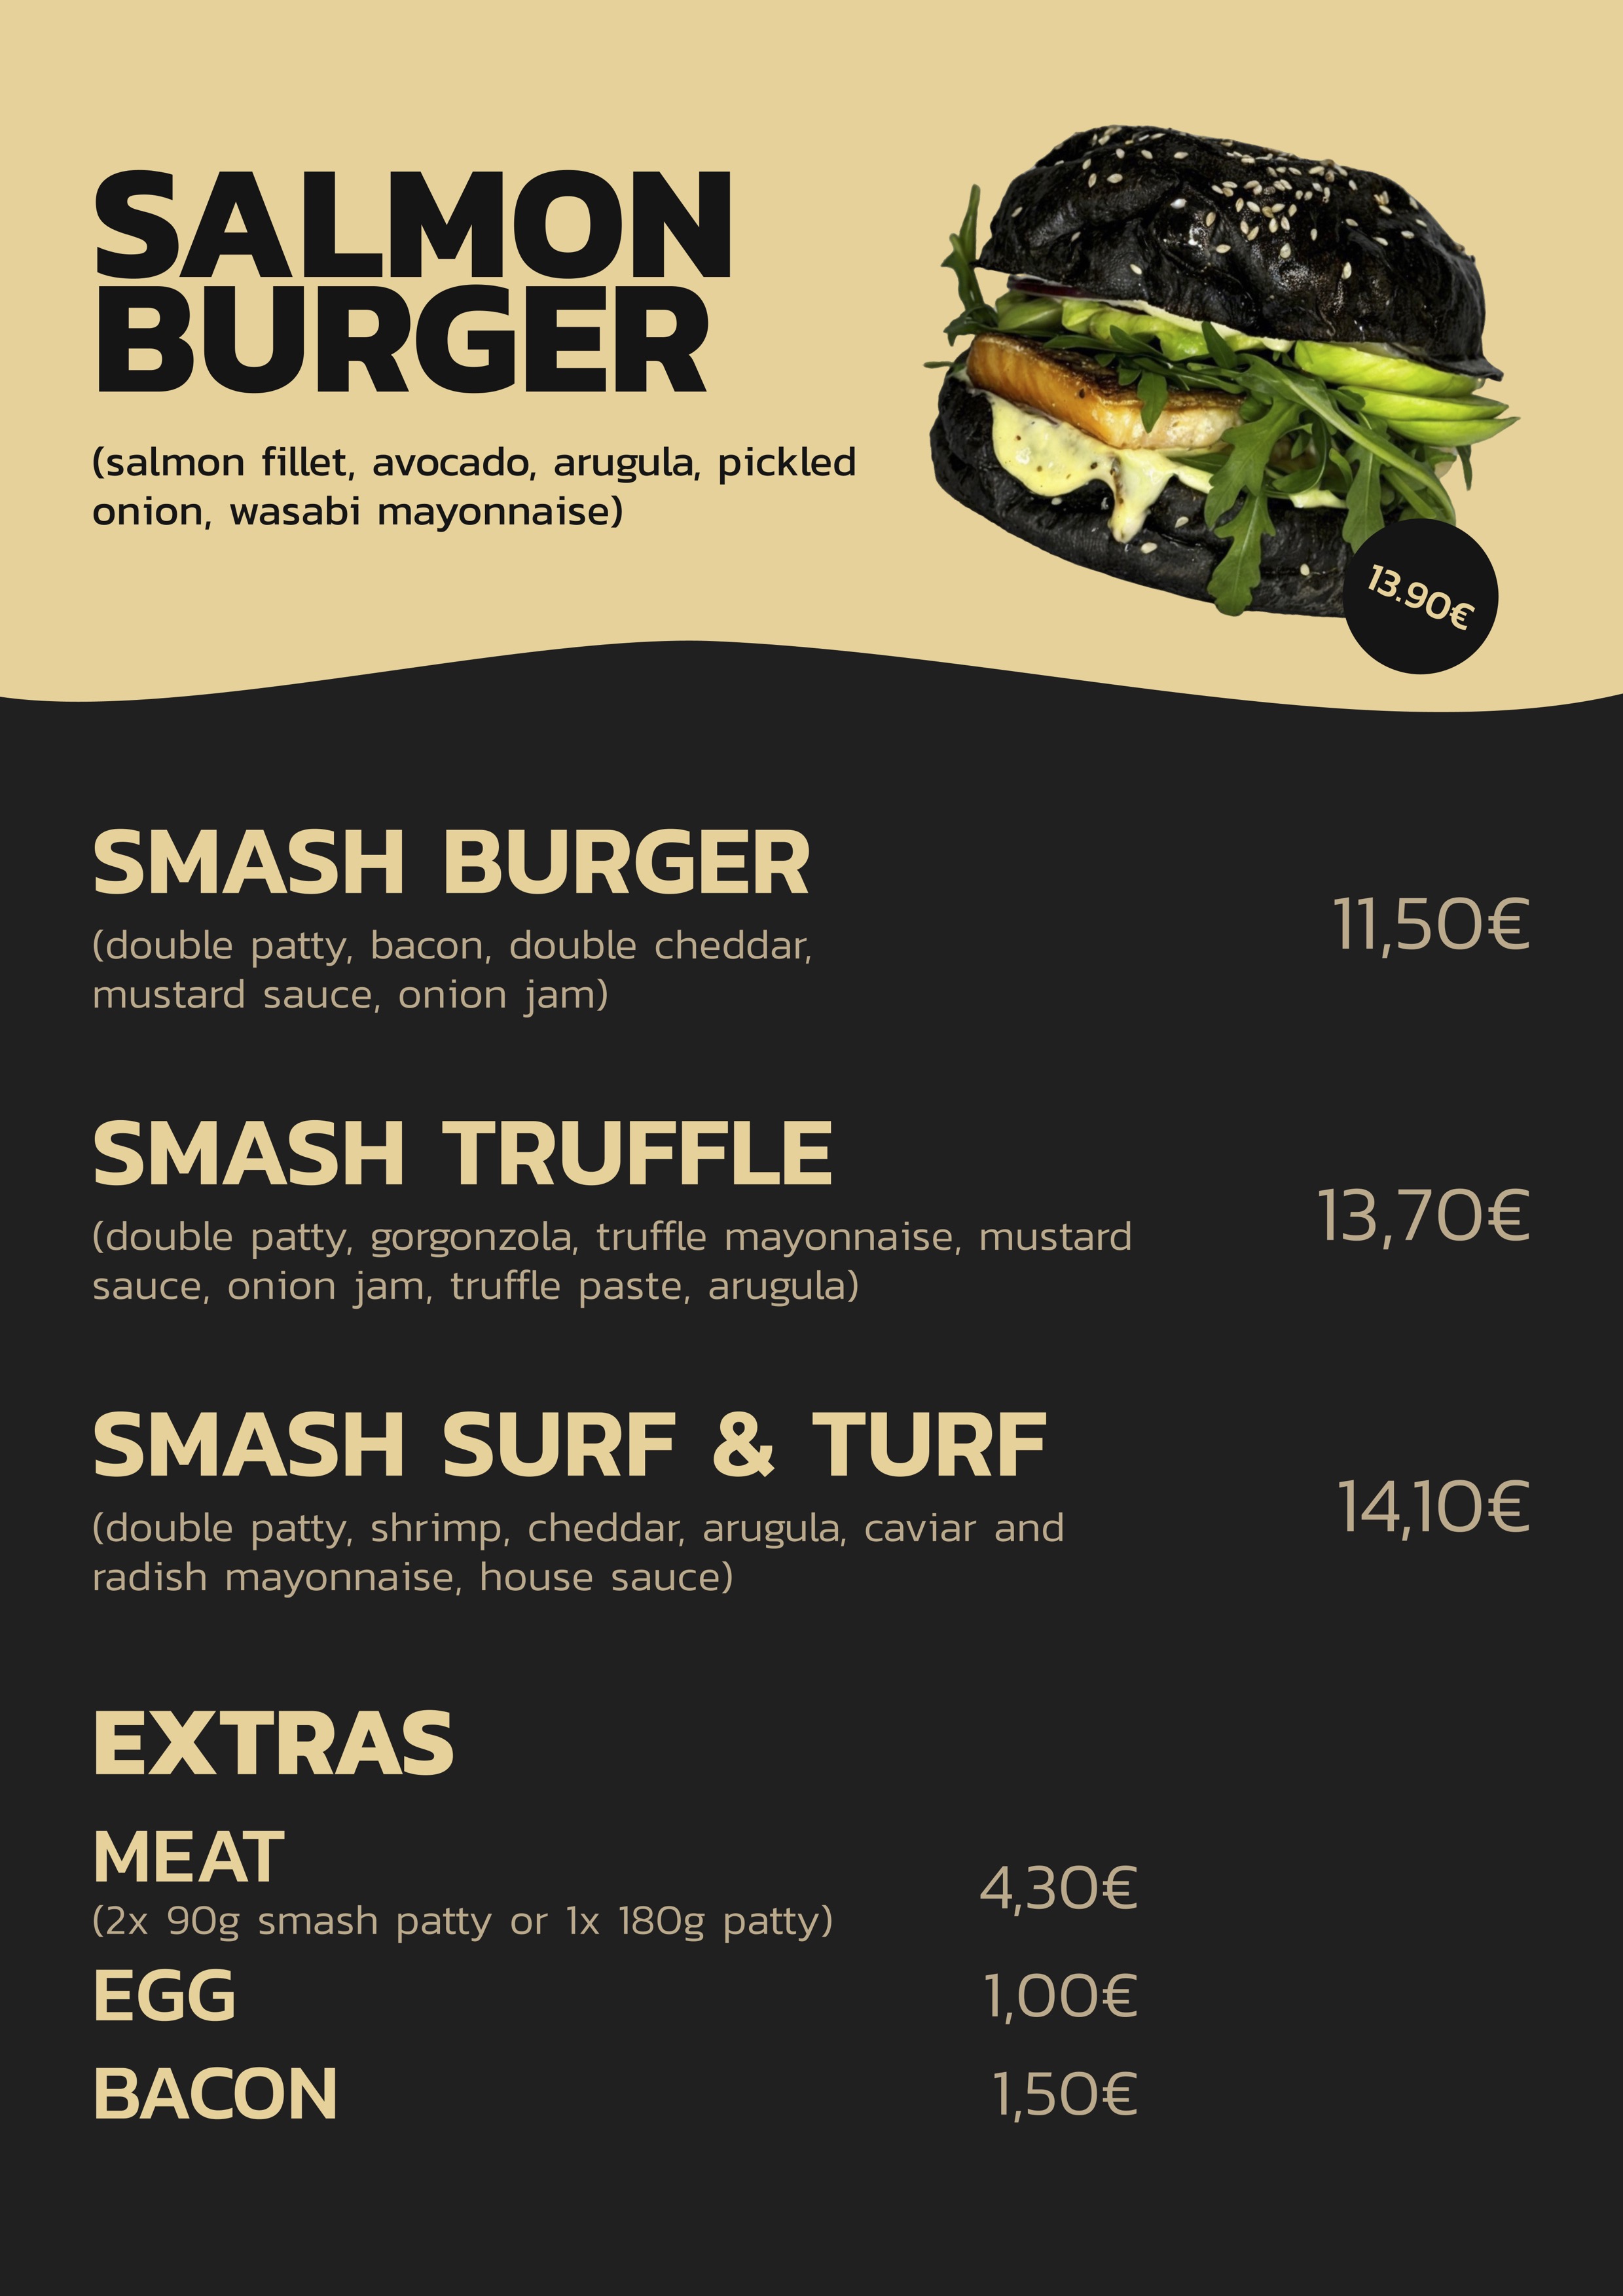 SALMON
BURGER
(salmon fillet, avocado, arugula, pickled
onion, wasabi mayonnaise)
13.90€
SMASH BURGER
(double patty, bacon, double cheddar,
mustard sauce, onion jam)
11,50€
SMASH TRUFFLE
(double patty, gorgonzola, truffle mayonnaise, mustard
sauce, onion jam, truffle paste, arugula)
13,70€
SMASH SURF & TURF
(double patty, shrimp, cheddar, arugula, caviar and
radish mayonnaise, house sauce)
14,10€
EXTRAS
MEAT
(2x 90g smash patty or 1x 180g patty)
4,30€
EGG
1,00€
BACON
1,50€